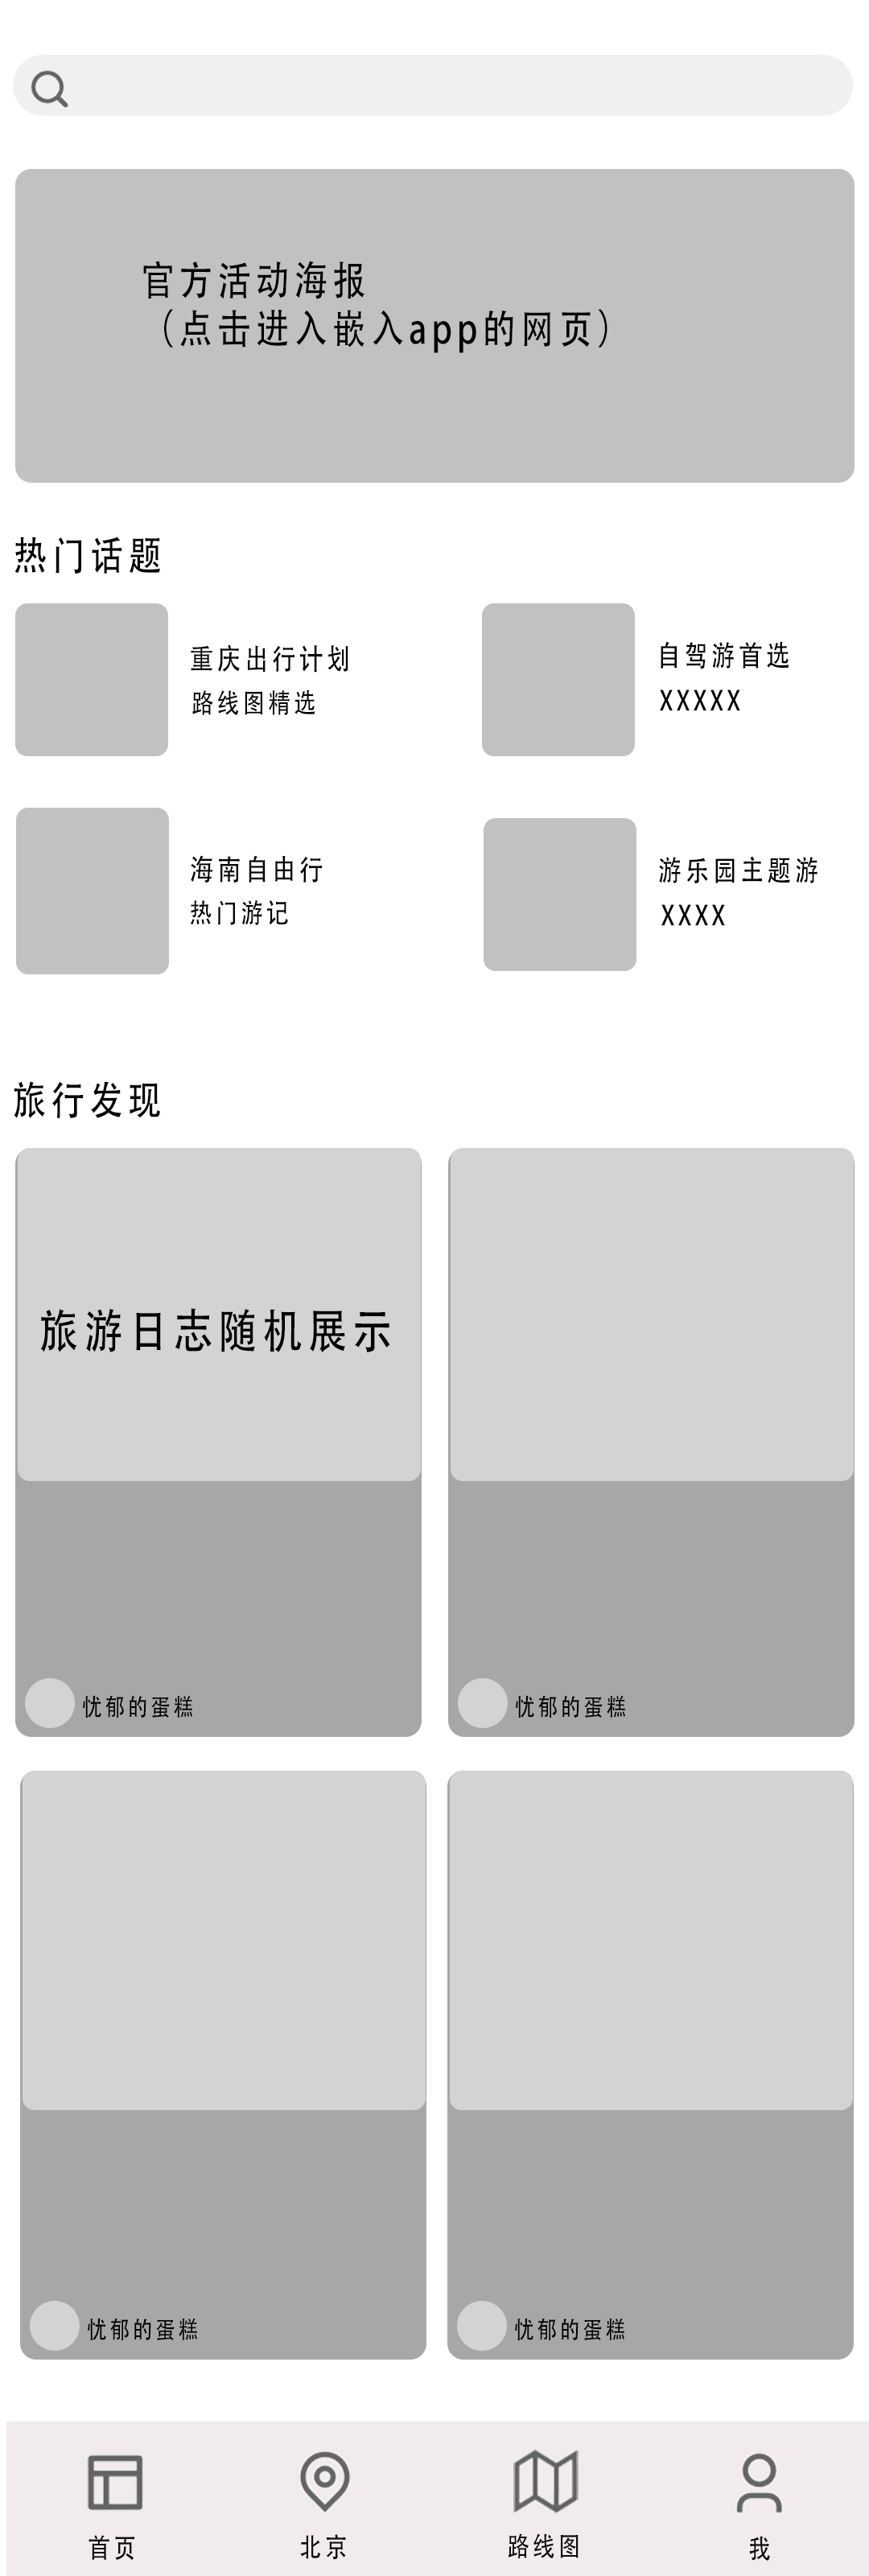 官方活动海报
（点击进入嵌入app的网页）
热门话题
重庆出行计划
路线图精选
自驾游首选
XXXXX
海南自由行
热门游记
游乐园主题游
XXXX
旅行发现
旅游日志随机展示
忧郁的蛋糕
忧郁的蛋糕
忧郁的蛋糕
忧郁的蛋糕
首页
北京
路线图
我